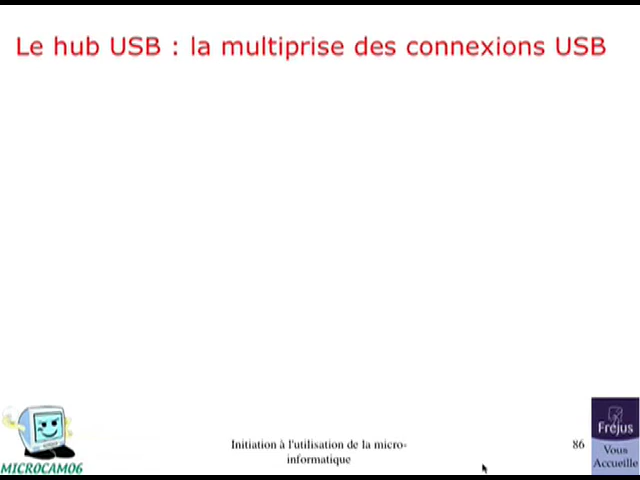 Le hub USB : la multiprise des connexions USB
Initiation à l'utilisation de la micro-
informatique
86
MICROCAM06
Fréjus
Vous
Accueille